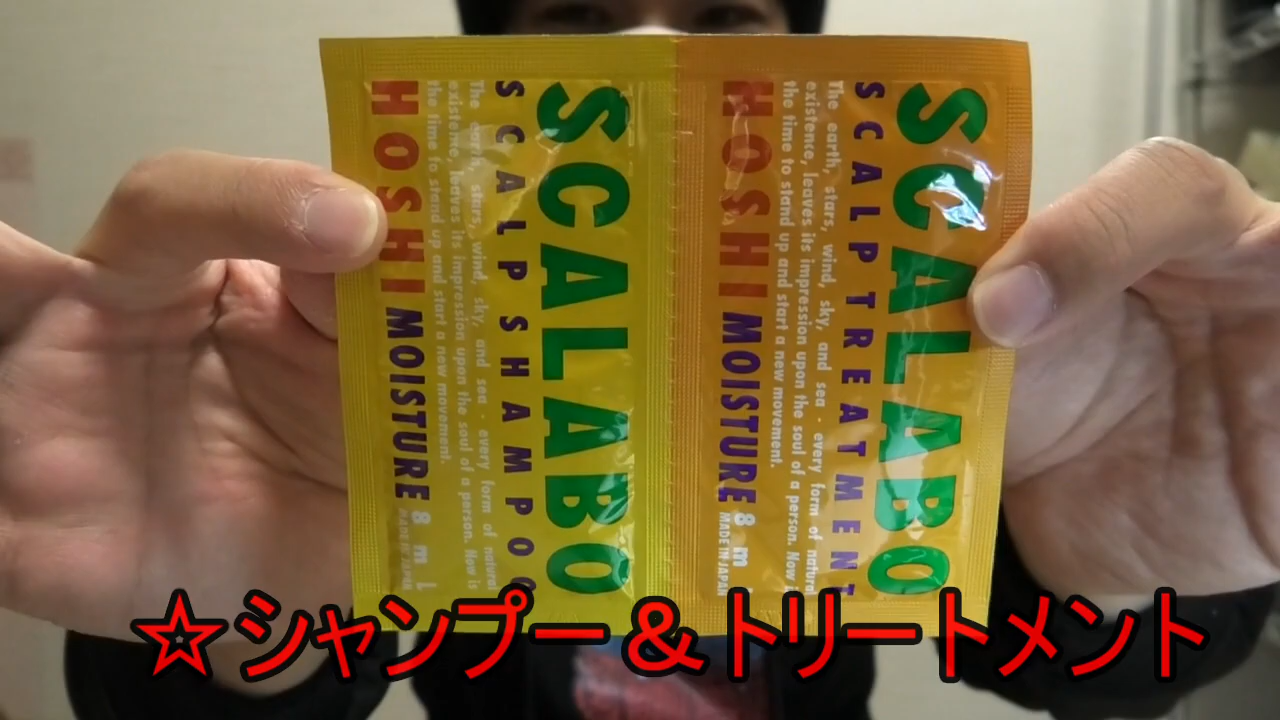 SCALABO
SCALP SHAMPOO
The earth, stars, wind, sky, and sea - every form of natural
existence, leaves its impression upon the soul of a person. Now is
the time to stand up and start a new movement.
HOSHI MOISTURE 8 m L
MADE IN JAPAN
SCALABO
SCALP TREATMENT
The earth, stars, wind, sky, and sea - every form of natural
existence, leaves its impression upon the soul of a person. Now
the time to stand up and start a new movement.
HOSHI MOISTURE 8 m
MADE IN JAPAN
☆シャンプー＆トリートメント